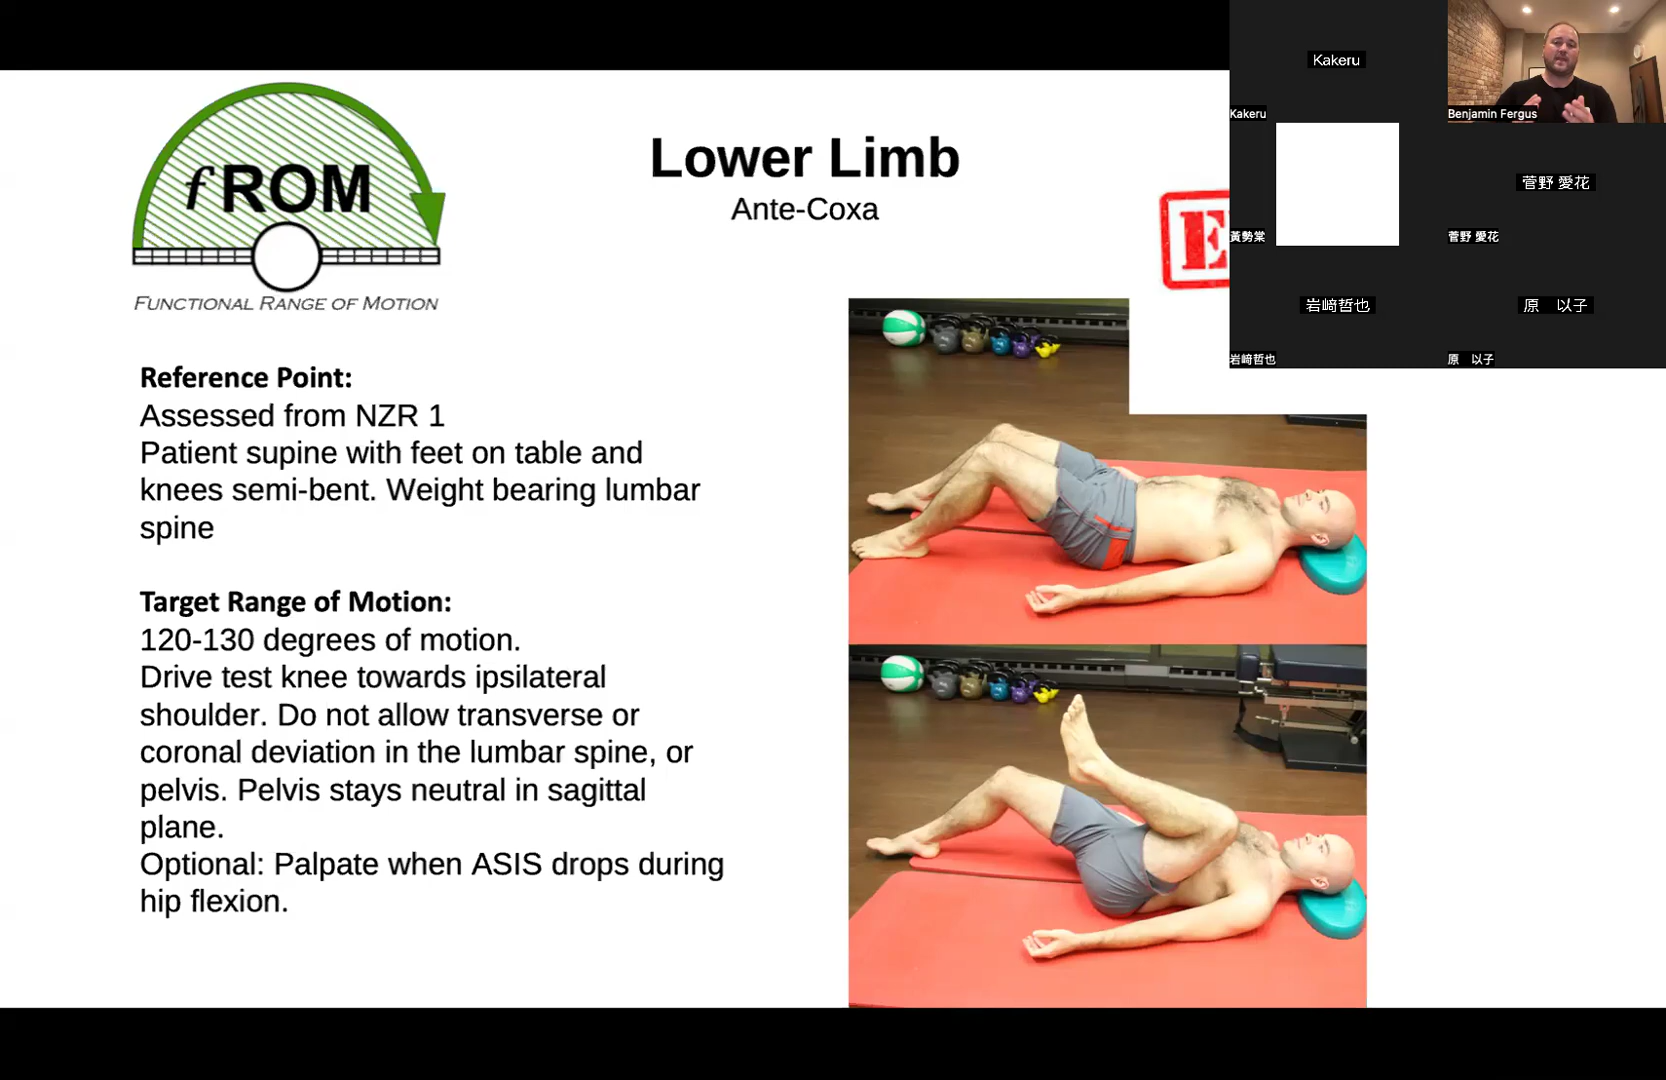 fROM
FUNCTIONAL RANGE OF MOTION
Lower Limb
Ante-Coxa
E
Reference Point:
Assessed from NZR 1
Patient supine with feet on table and
knees semi-bent. Weight bearing lumbar
spine
Target Range of Motion:
120-130 degrees of motion.
Drive test knee towards ipsilateral
shoulder. Do not allow transverse or
coronal deviation in the lumbar spine, or
pelvis. Pelvis stays neutral in sagittal
plane.
Optional: Palpate when ASIS drops during
hip flexion.
Kakeru
Kakeru
Benjamin Fergus
黃勢棠
菅野 愛花
菅野 愛花
岩﨑哲也
岩﨑哲也
原　以子
原　以子